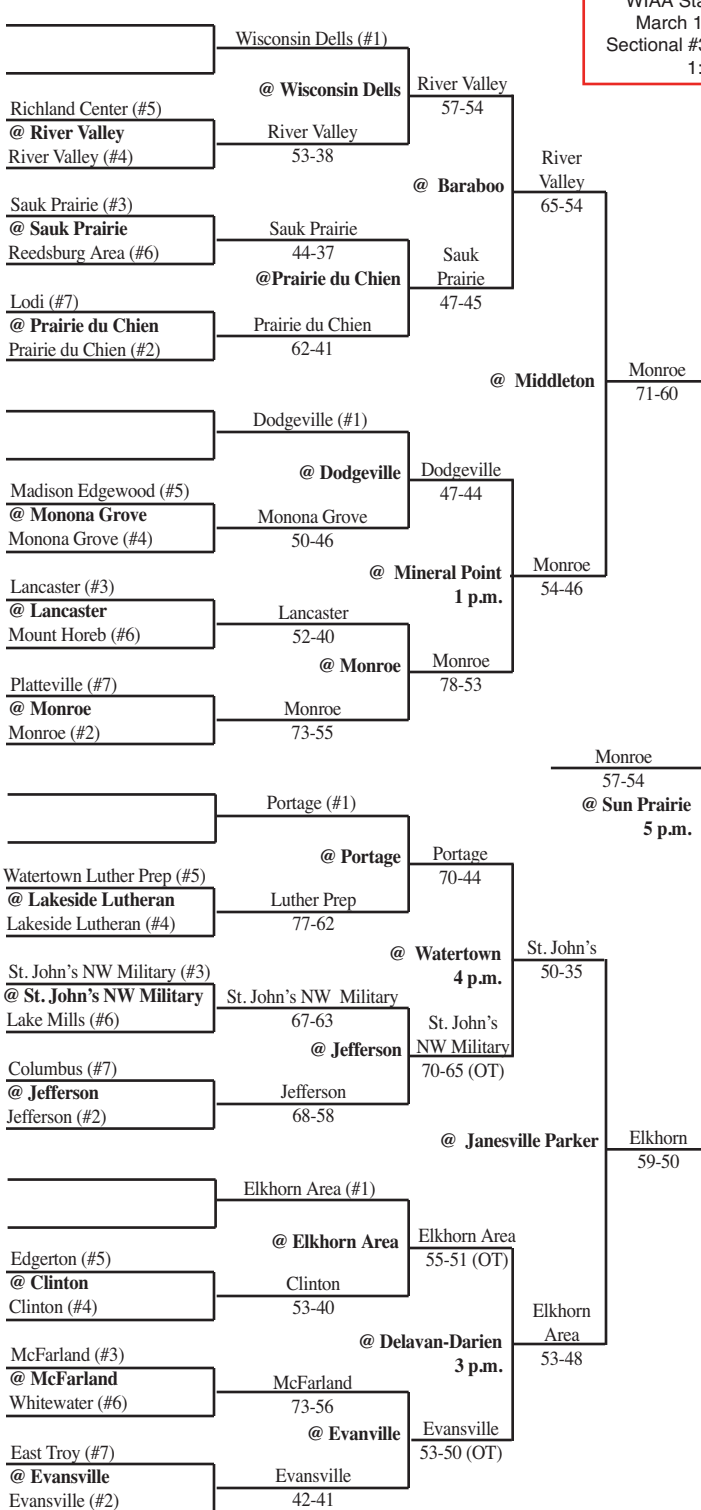 WIAA Sta
March 1
Sectional #3
1:
Wisconsin Dells (#1)
@ Wisconsin Dells
River Valley
57-54
Richland Center (#5)
@ River Valley
River Valley (#4)
River Valley
53-38
@ Baraboo
River
Valley
65-54
Sauk Prairie (#3)
@ Sauk Prairie
Reedsburg Area (#6)
Sauk Prairie
44-37
@Prairie du Chien
Sauk
Prairie
47-45
Lodi (#7)
@ Prairie du Chien
Prairie du Chien (#2)
Prairie du Chien
62-41
@ Middleton
Monroe
71-60
Dodgeville (#1)
@ Dodgeville
Dodgeville
47-44
Madison Edgewood (#5)
@ Monona Grove
Monona Grove (#4)
Monona Grove
50-46
@ Mineral Point
1 p.m.
Monroe
54-46
Lancaster (#3)
@ Lancaster
Mount Horeb (#6)
Lancaster
52-40
@ Monroe
Monroe
78-53
Platteville (#7)
@ Monroe
Monroe (#2)
Monroe
73-55
Monroe
57-54
@ Sun Prairie
5 p.m.
Portage (#1)
@ Portage
Portage
70-44
Watertown Luther Prep (#5)
@ Lakeside Lutheran
Lakeside Lutheran (#4)
Luther Prep
77-62
@ Watertown
4 p.m.
St. John's
50-35
St. John's NW Military (#3)
@ St. John's NW Military
Lake Mills (#6)
St. John's NW Military
67-63
@ Jefferson
St. John's
NW Military
70-65 (OT)
Columbus (#7)
@ Jefferson
Jefferson (#2)
Jefferson
68-58
@ Janesville Parker
Elkhorn
59-50
Elkhorn Area (#1)
@ Elkhorn Area
Elkhorn Area
55-51 (OT)
Edgerton (#5)
@ Clinton
Clinton (#4)
Clinton
53-40
@ Delavan-Darien
3 p.m.
Elkhorn
Area
53-48
McFarland (#3)
@ McFarland
Whitewater (#6)
McFarland
73-56
@ Evanville
Evansville
53-50 (OT)
East Troy (#7)
@ Evansville
Evansville (#2)
Evansville
42-41